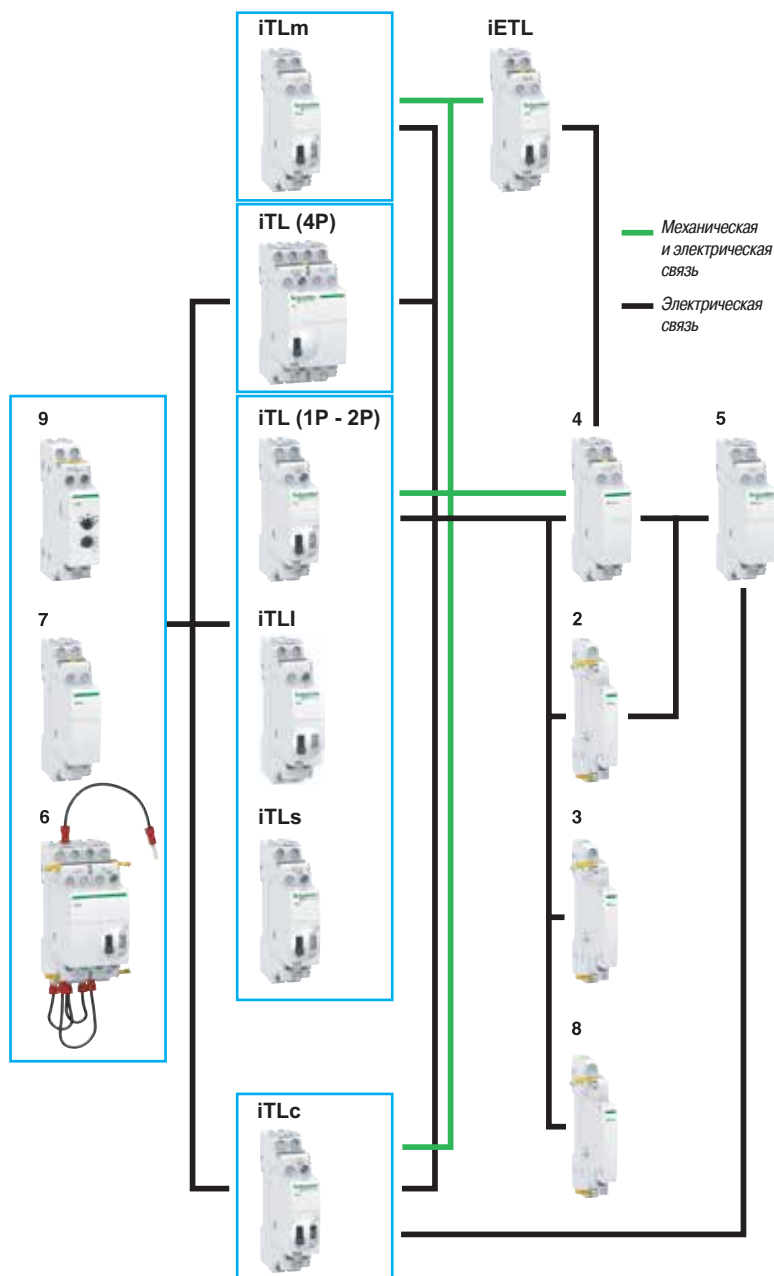 iTLm
iETL
iTL (4P)
Механическая
и электрическая
связь
Электрическая
связь
9
iTL (1P - 2P)
4
5
7
iTLI
2
6
iTLs
3
8
iTLc